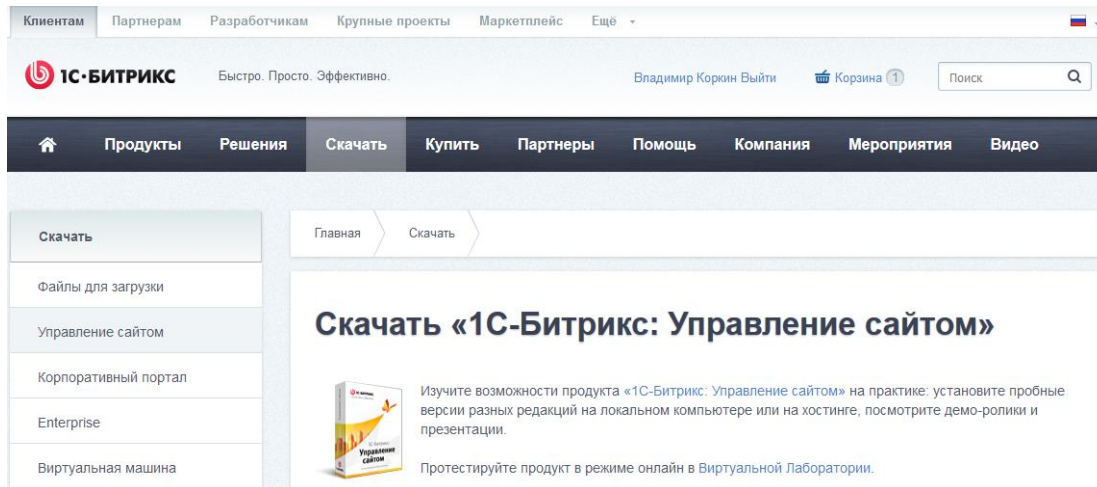 Клиентам Партнерам Разработчикам Крупные проекты Маркетплейс Ещё
1С·БИТРИКС Быстро. Просто. Эффективно. Владимир Коркин Выйти Корзина 1 Поиск
Продукты Решения Скачать Купить Партнеры Помощь Компания Мероприятия Видео
Скачать
Файлы для загрузки
Управление сайтом
Корпоративный портал
Enterprise
Виртуальная машина
Главная Скачать
Скачать «1С-Битрикс: Управление сайтом»
Управление
сайтом
Изучите возможности продукта «1С-Битрикс: Управление сайтом» на практике: установите пробные
версии разных редакций на локальном компьютере или на хостинге, посмотрите демо-ролики и
презентации.
Протестируйте продукт в режиме онлайн в Виртуальной Лаборатории.